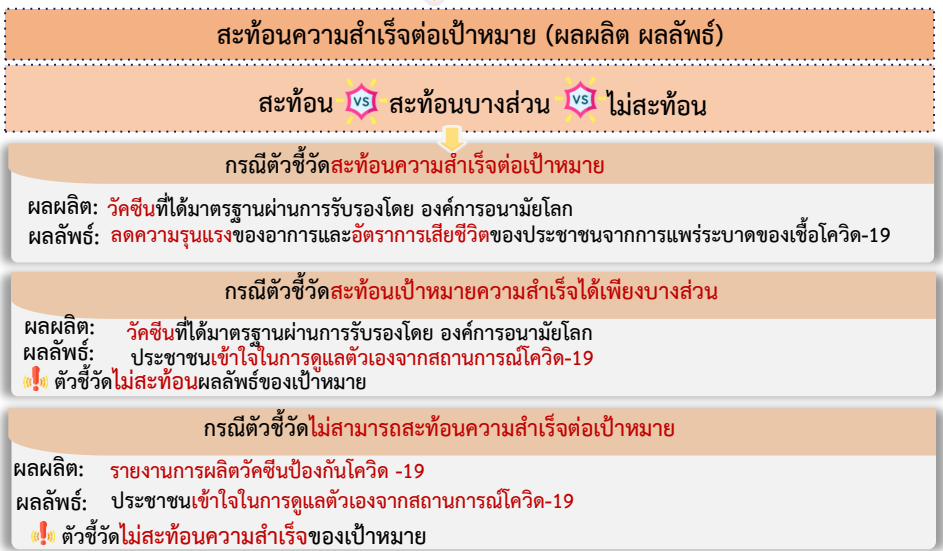 สะท้อนความสำเร็จต่อเป้าหมาย (ผลผลิต ผลลัพธ์)
สะท้อน VS สะท้อนบางส่วน VS ไม่สะท้อน
กรณีตัวชี้วัดสะท้อนความสำเร็จต่อเป้าหมาย
ผลผลิต: วัคซีนที่ได้มาตรฐานผ่านการรับรองโดย องค์การอนามัยโลก
ผลลัพธ์: ลดความรุนแรงของอาการและอัตราการเสียชีวิตของประชาชนจากการแพร่ระบาดของเชื้อโควิด-19
กรณีตัวชี้วัดสะท้อนเป้าหมายความสำเร็จได้เพียงบางส่วน
ผลผลิต: วัคซีนที่ได้มาตรฐานผ่านการรับรองโดย องค์การอนามัยโลก
ผลลัพธ์: ประชาชนเข้าใจในการดูแลตัวเองจากสถานการณ์โควิด-19
ตัวชี้วัดไม่สะท้อนผลลัพธ์ของเป้าหมาย
กรณีตัวชี้วัดไม่สามารถสะท้อนความสำเร็จต่อเป้าหมาย
ผลผลิต: รายงานการผลิตวัคซีนป้องกันโควิด -19
ผลลัพธ์: ประชาชนเข้าใจในการดูแลตัวเองจากสถานการณ์โควิด-19
ตัวชี้วัดไม่สะท้อนความสำเร็จของเป้าหมาย